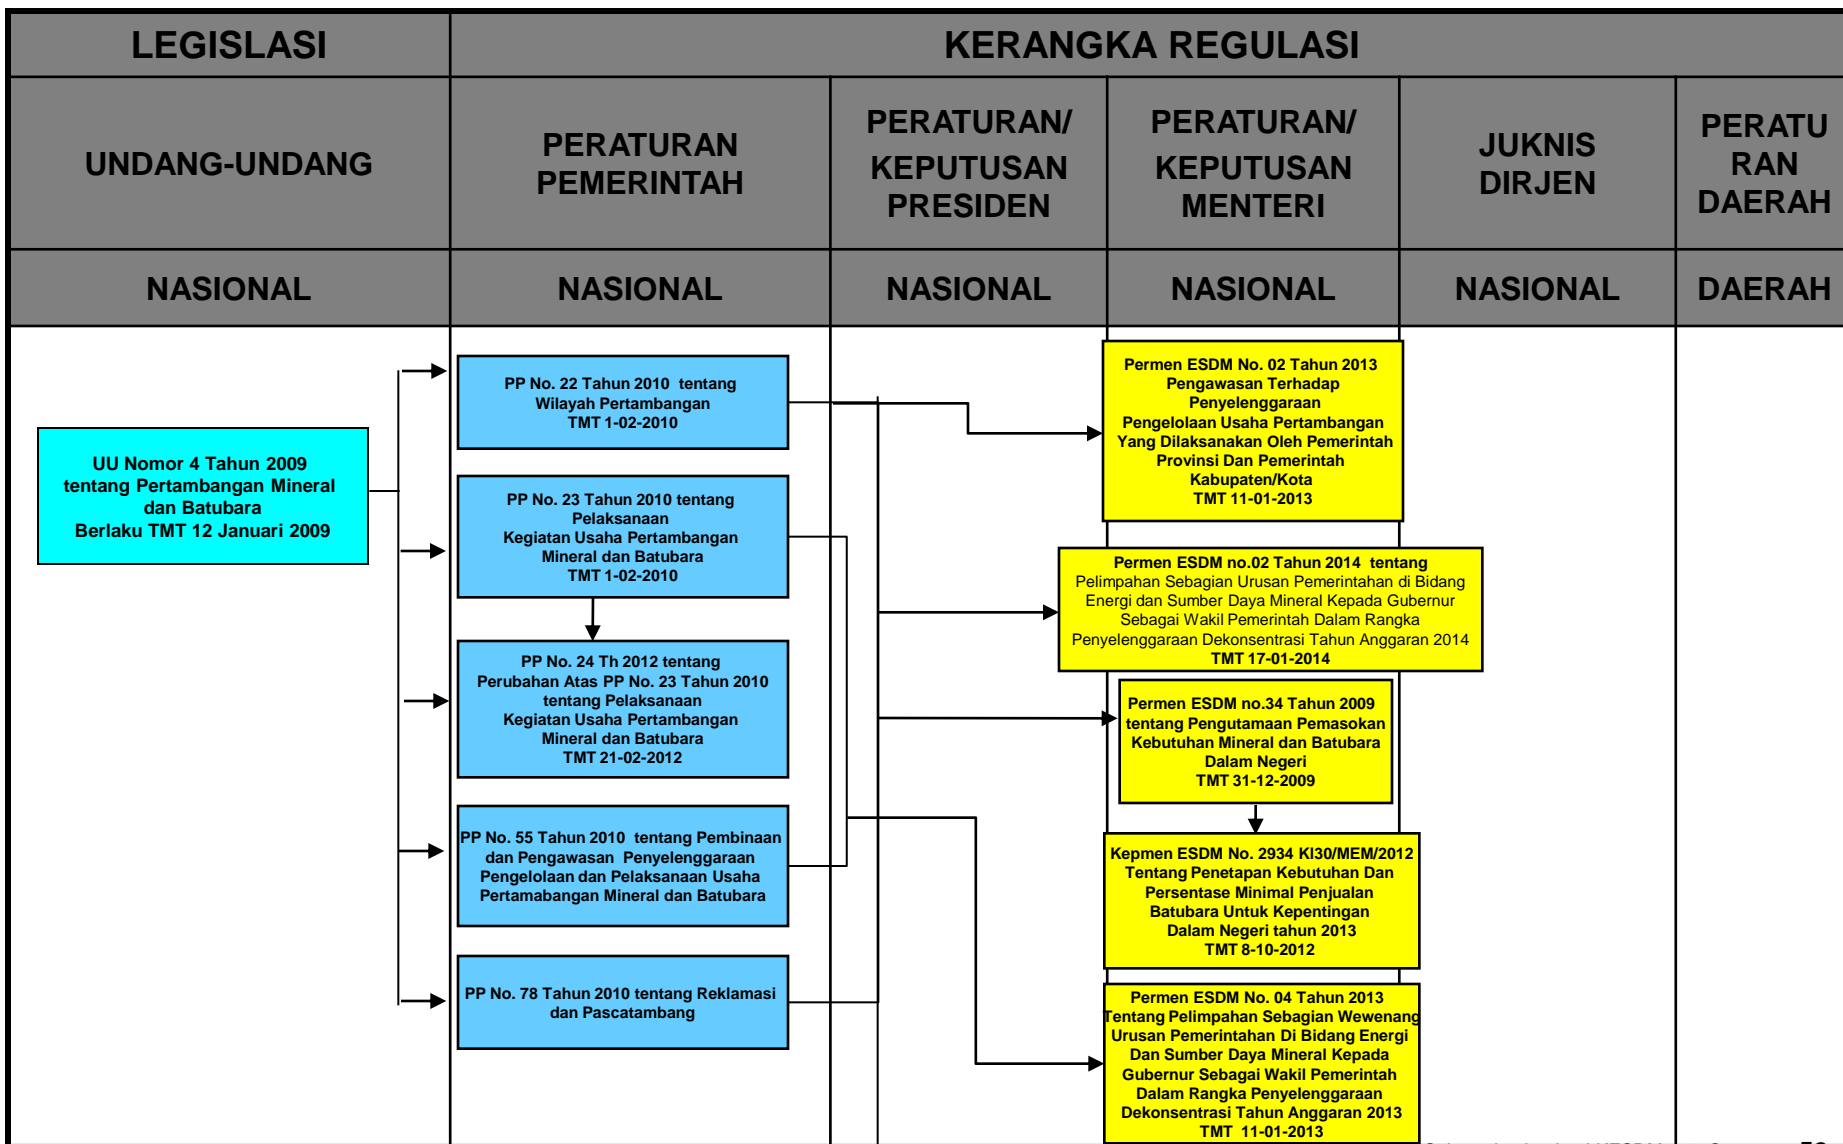 LEGISLASI
KERANGKA REGULASI
UNDANG-UNDANG
PERATURAN
PEMERINTAH
PERATURAN/
KEPUTUSAN
PRESIDEN
PERATURAN/
KEPUTUSAN
MENTERI
JUKNIS
DIRJEN
PERATU
RAN
DAERAH
NASIONAL
NASIONAL
NASIONAL
NASIONAL
NASIONAL
DAERAH
UU Nomor 4 Tahun 2009
tentang Pertambangan Mineral
dan Batubara
Berlaku TMT 12 Januari 2009
PP No. 22 Tahun 2010 tentang
Wilayah Pertambangan
TMT 1-02-2010
PP No. 23 Tahun 2010 tentang
Pelaksanaan
Kegiatan Usaha Pertambangan
Mineral dan Batubara
TMT 1-02-2010
PP No. 24 Th 2012 tentang
Perubahan Atas PP No. 23 Tahun 2010
tentang Pelaksanaan
Kegiatan Usaha Pertambangan
Mineral dan Batubara
TMT 21-02-2012
PP No. 55 Tahun 2010 tentang Pembinaan
dan Pengawasan Penyelenggaraan
Pengelolaan dan Pelaksanaan Usaha
Pertamabangan Mineral dan Batubara
PP No. 78 Tahun 2010 tentang Reklamasi
dan Pascatambang
Permen ESDM No. 02 Tahun 2013
Pengawasan Terhadap
Penyelenggaraan
Pengelolaan Usaha Pertambangan
Yang Dilaksanakan Oleh Pemerintah
Provinsi Dan Pemerintah
Kabupaten/Kota
TMT 11-01-2013
Permen ESDM no.02 Tahun 2014 tentang
Pelimpahan Sebagian Urusan Pemerintahan di Bidang
Energi dan Sumber Daya Mineral Kepada Gubernur
Sebagai Wakil Pemerintah Dalam Rangka
Penyelenggaraan Dekonsentrasi Tahun Anggaran 2014
TMT 17-01-2014
Permen ESDM no.34 Tahun 2009
tentang Pengutamaan Pemasokan
Kebutuhan Mineral dan Batubara
Dalam Negeri
TMT 31-12-2009
Kepmen ESDM No. 2934 KI30/MEM/2012
Tentang Penetapan Kebutuhan Dan
Persentase Minimal Penjualan
Batubara Untuk Kepentingan
Dalam Negeri tahun 2013
TMT 8-10-2012
Permen ESDM No. 04 Tahun 2013
Tentang Pelimpahan Sebagian Wewenang
Urusan Pemerintahan Di Bidang Energi
Dan Sumber Daya Mineral Kepada
Gubernur Sebagai Wakil Pemerintah
Dalam Rangka Penyelenggaraan
Dekonsentrasi Tahun Anggaran 2013
TMT 11-01-2013